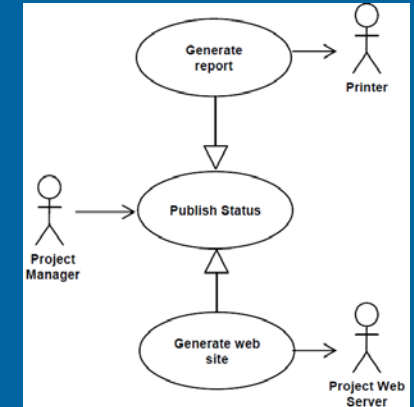 Generate
report
Printer
Publish Status
Project
Manager
Generate web
site
Project Web
Server